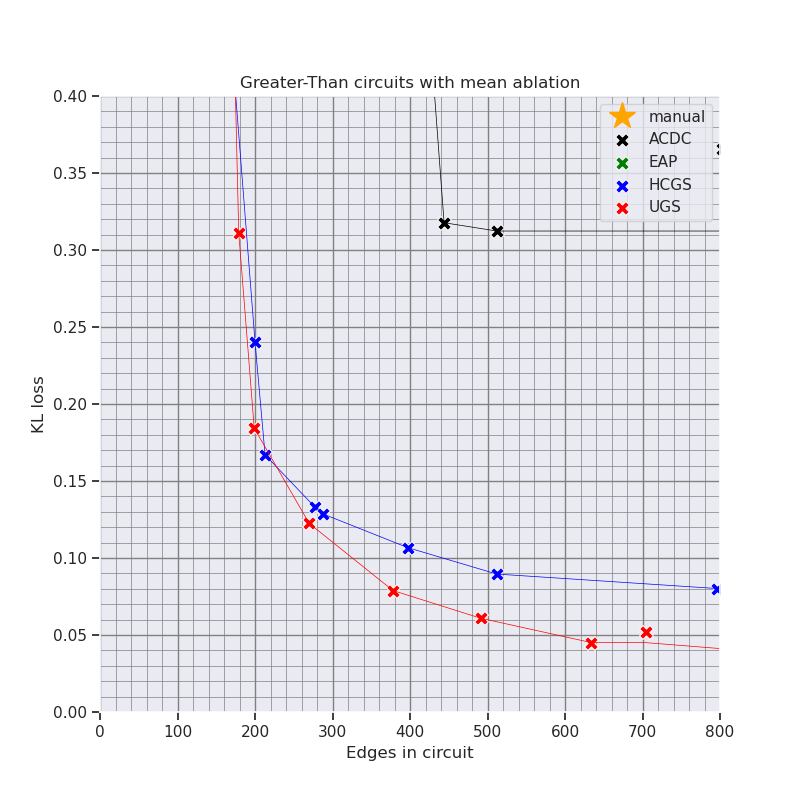 Greater-Than circuits with mean ablation
0.40
0.35
0.30
0.25
0.20
0.15
0.10
0.05
0.00
KL loss
manual
ACDC
EAP
HCGS
UGS
0 100 200 300 400 500 600 700 800
Edges in circuit